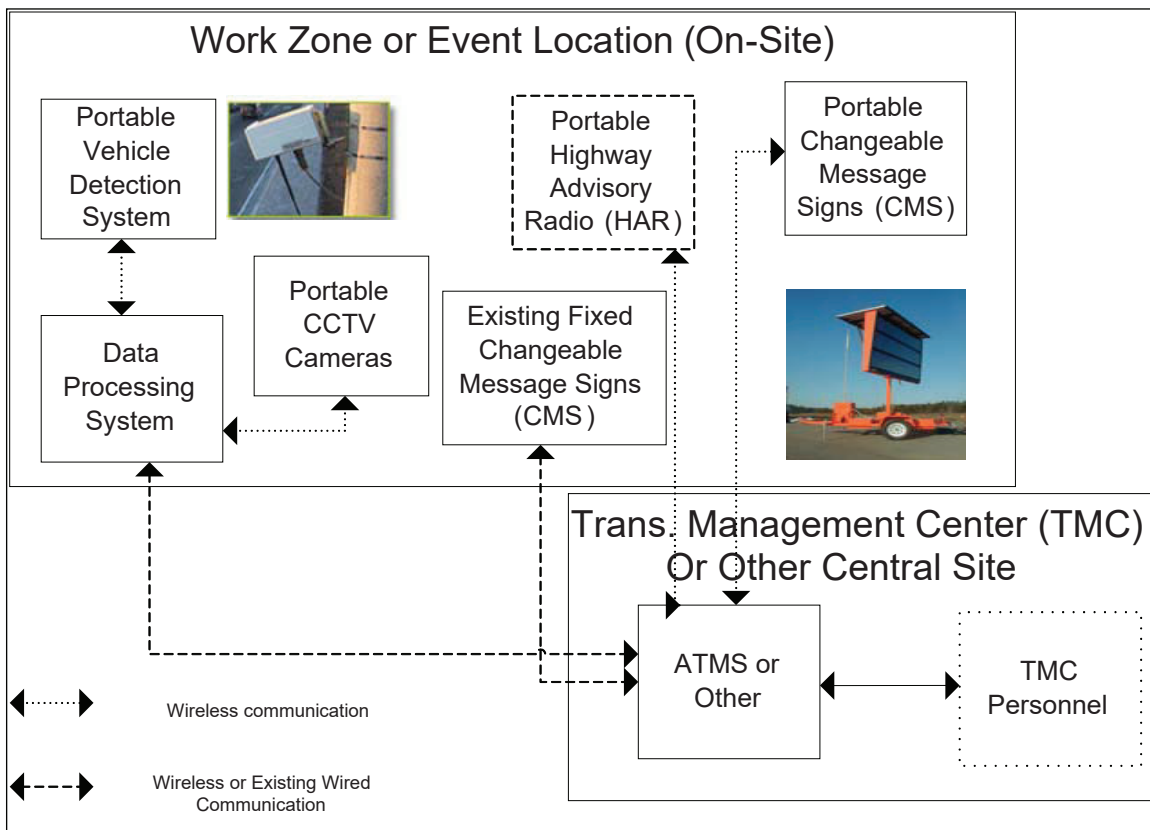 Work Zone or Event Location (On-Site)
Portable
Vehicle
Detection
System
Portable
Highway
Advisory
Radio (HAR)
Portable
Changeable
Message
Signs (CMS)
Data
Processing
System
Portable
CCTV
Cameras
Existing Fixed
Changeable
Message Signs
(CMS)
Trans. Management Center (TMC)
Or Other Central Site
ATMS or
Other
TMC
Personnel
Wireless communication
Wireless or Existing Wired
Communication